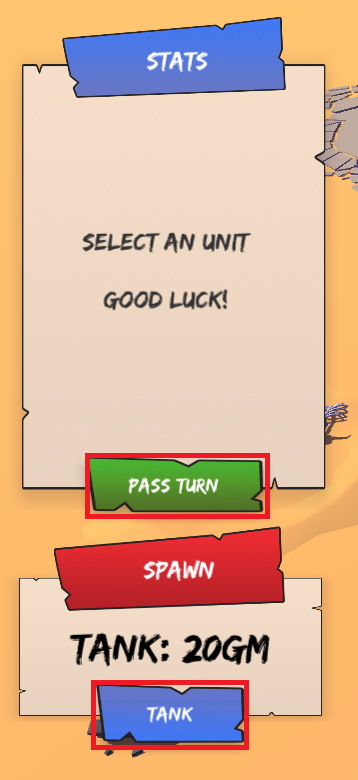 STATS
SELECT AN UNIT
GOOD LUCK!
PASS TURN
SPAWN
TANK: 20GM
TANK